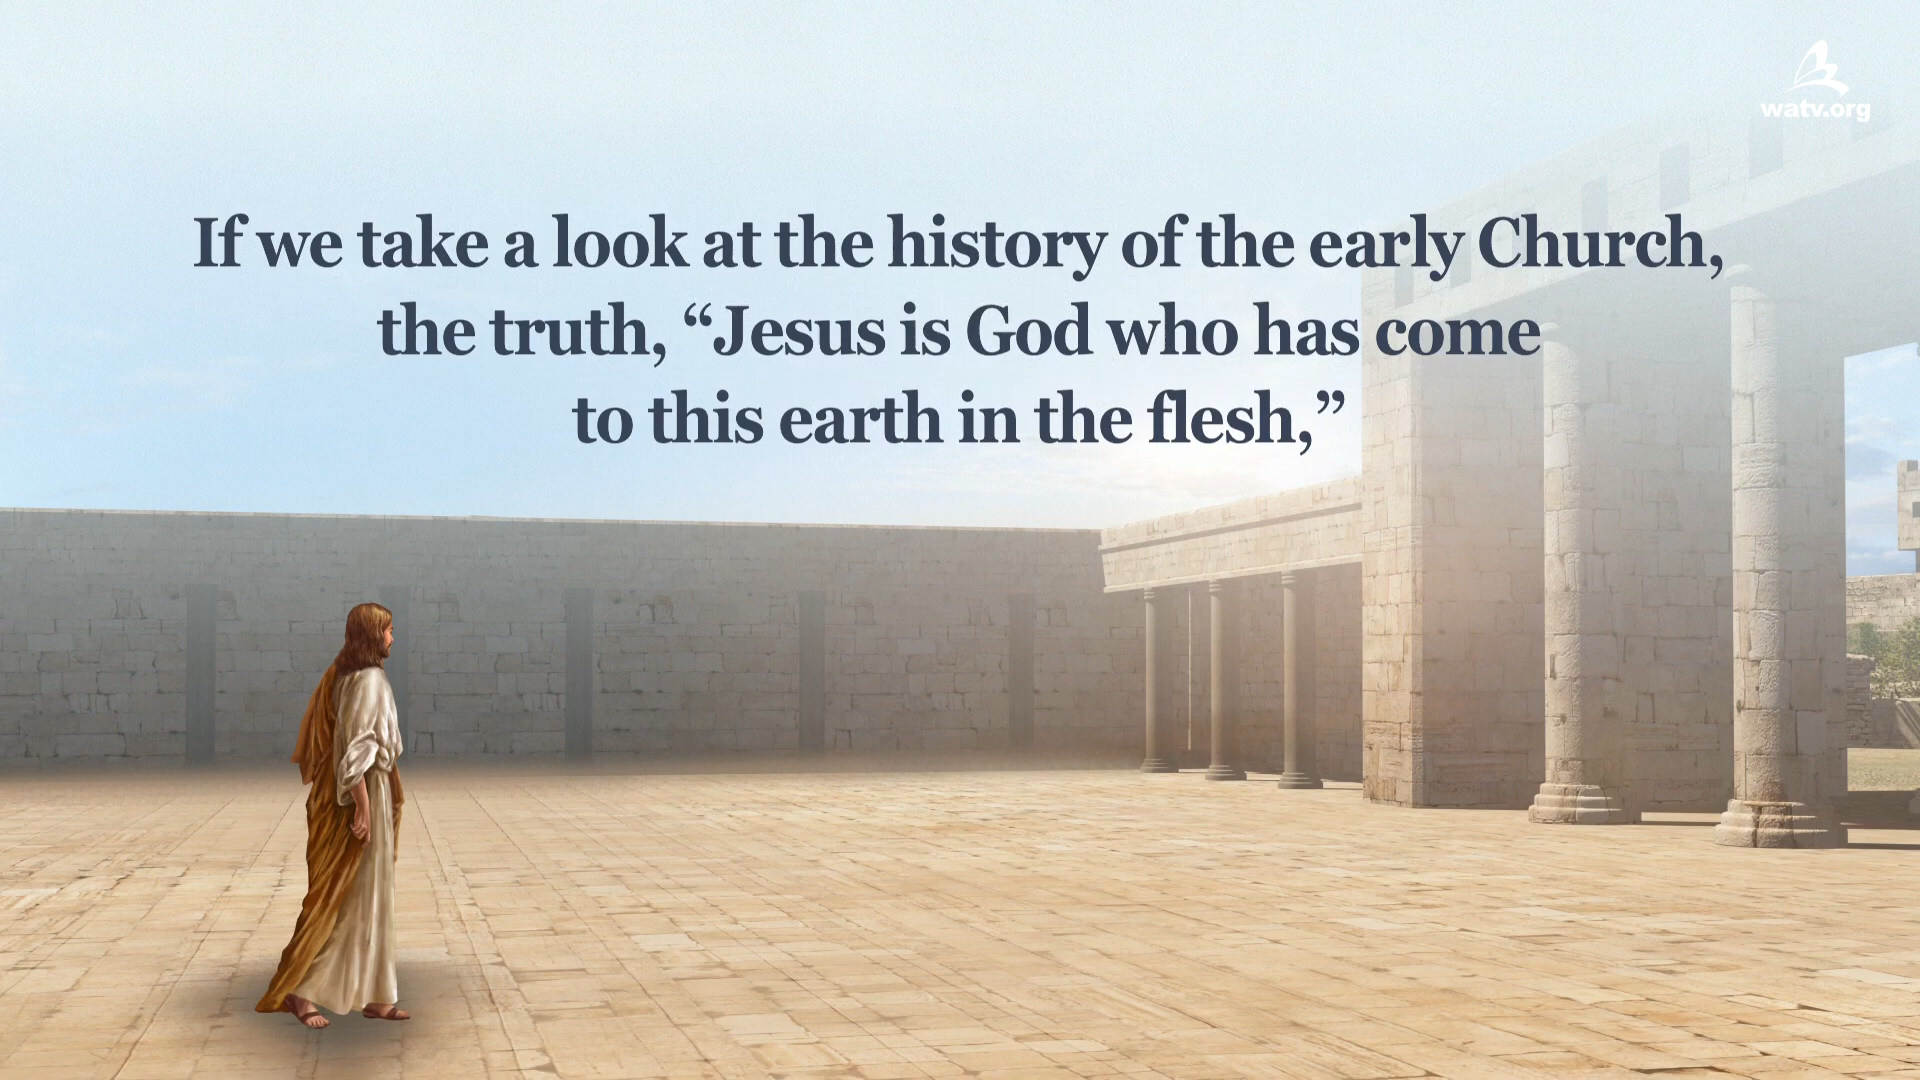 watv.org
If we take a look at the history of the early Church,
the truth, “Jesus is God who has come
to this earth in the flesh,”